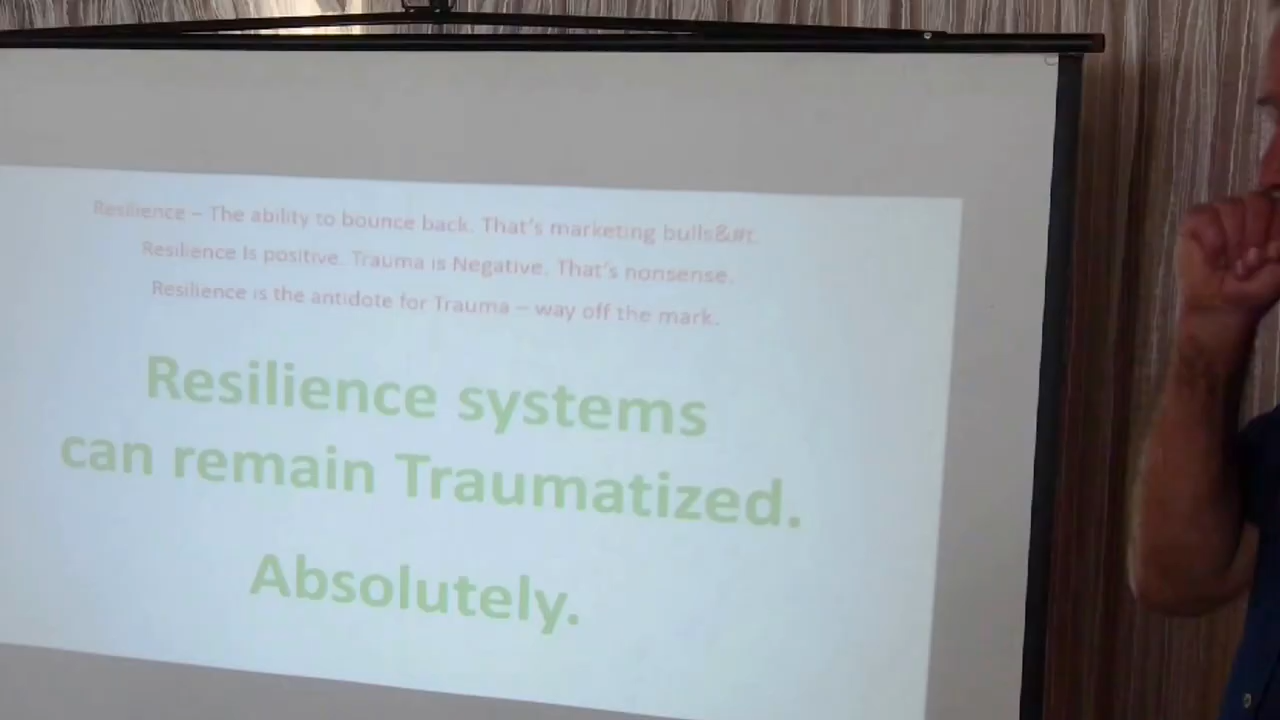 Resilience – The ability to bounce back. That's marketing bulls&#t.
Resilience Is positive. Trauma is Negative. That's nonsense.
Resilience is the antidote for Trauma – way off the mark.
Resilience systems
can remain Traumatized.
Absolutely.